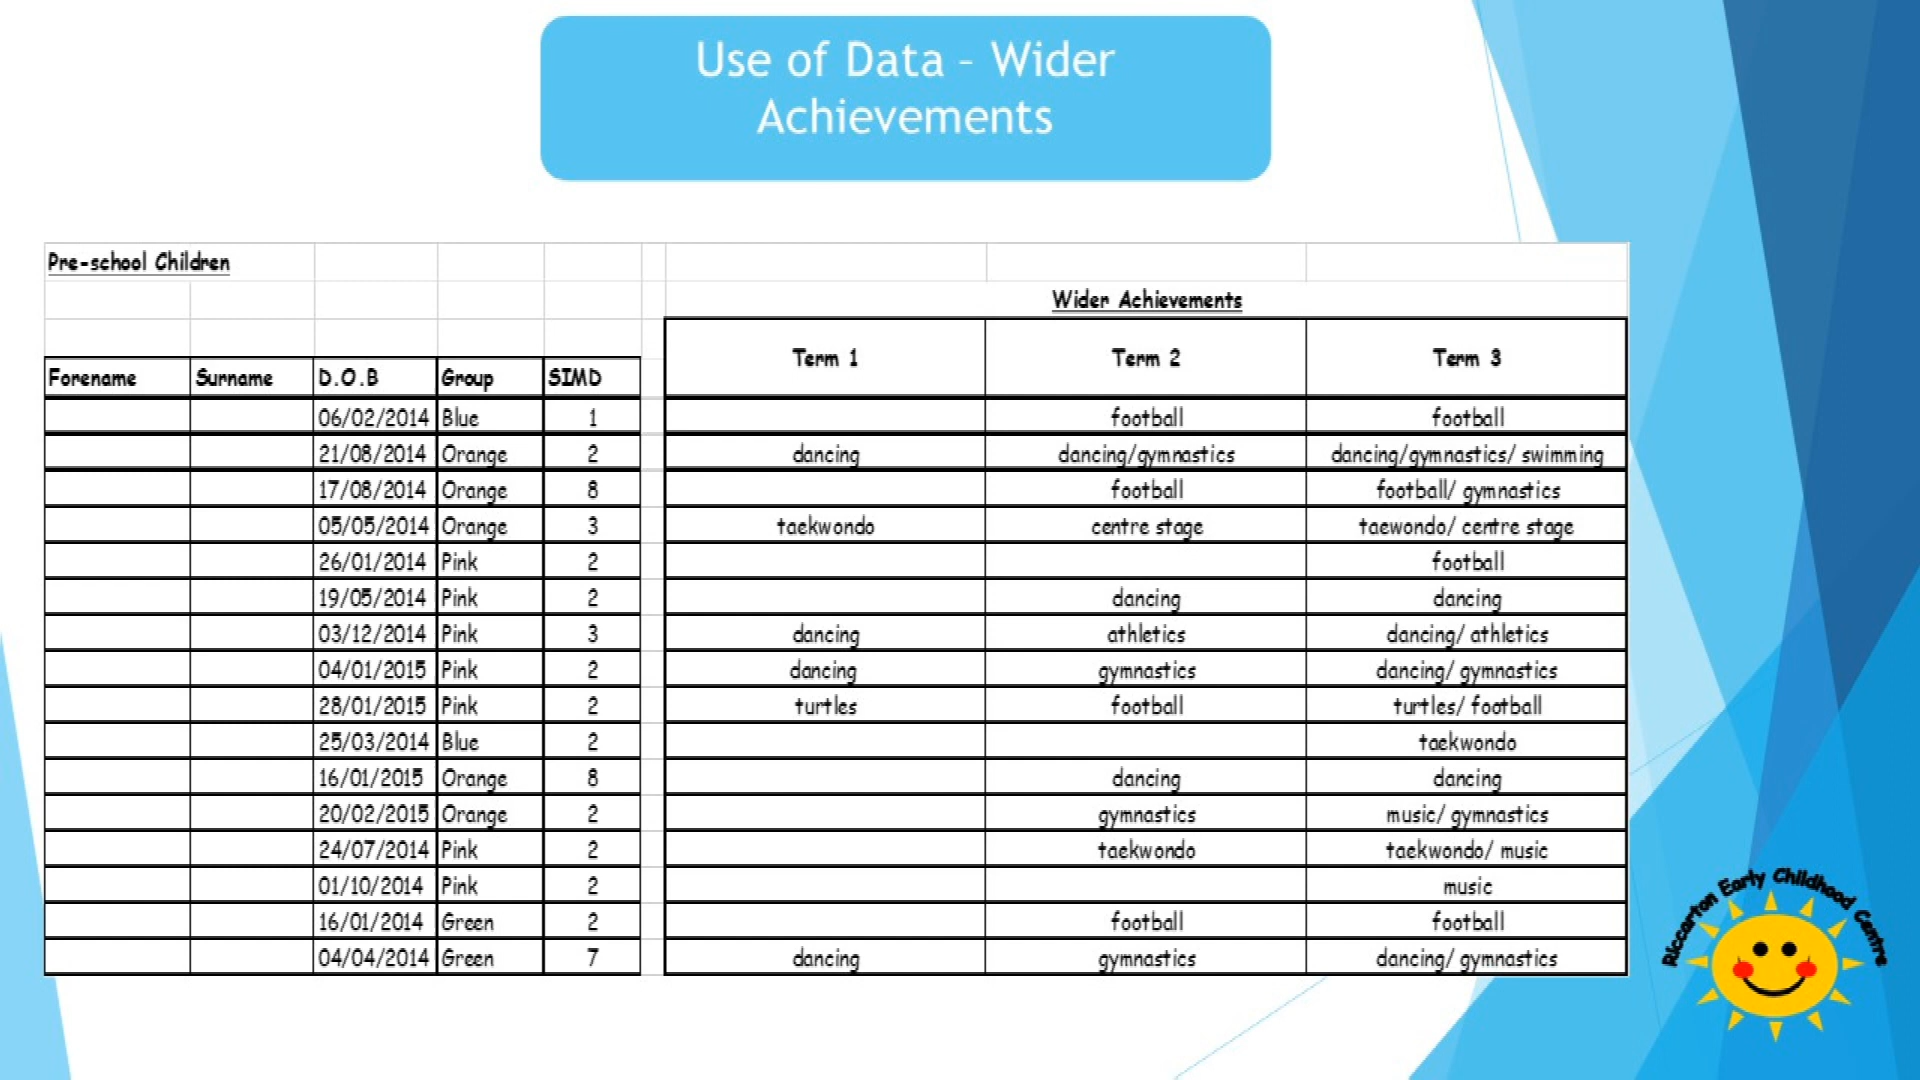 Use of Data – Wider
Achievements
Pre-school Children
Wider Achievements
Term 1 Term 2 Term 3
Forename Surname D.O.B Group SIMD
06/02/2014 Blue 1 football football
21/08/2014 Orange 2 dancing dancing/gymnastics dancing/gymnastics/ swimming
17/08/2014 Orange 8 football football/ gymnastics
05/05/2014 Orange 3 taekwondo centre stage taewondo/ centre stage
26/01/2014 Pink 2 football
19/05/2014 Pink 2 dancing dancing
03/12/2014 Pink 3 dancing athletics dancing/ athletics
04/01/2015 Pink 2 dancing gymnastics dancing/ gymnastics
28/01/2015 Pink 2 turtles football turtles/ football
25/03/2014 Blue 2 taekwondo
16/01/2015 Orange 8 dancing dancing
20/02/2015 Orange 2 gymnastics music/ gymnastics
24/07/2014 Pink 2 taekwondo taekwondo/ music
01/10/2014 Pink 2 music
16/01/2014 Green 2 football football
04/04/2014 Green 7 dancing gymnastics dancing/ gymnastics
Riccarton Early Childhood Centre